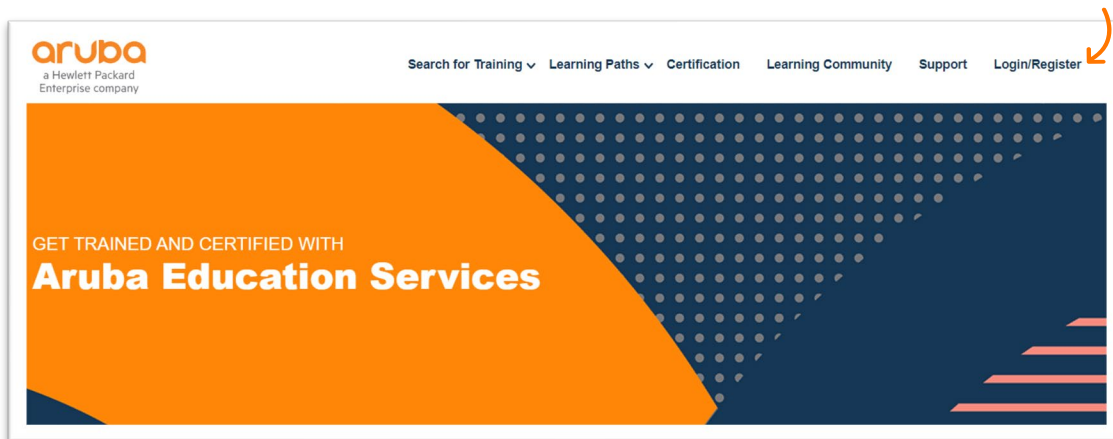 aruba
a Hewlett Packard
Enterprise company
Search for Training Learning Paths Certification Learning Community Support Login/Register
GET TRAINED AND CERTIFIED WITH
Aruba Education Services